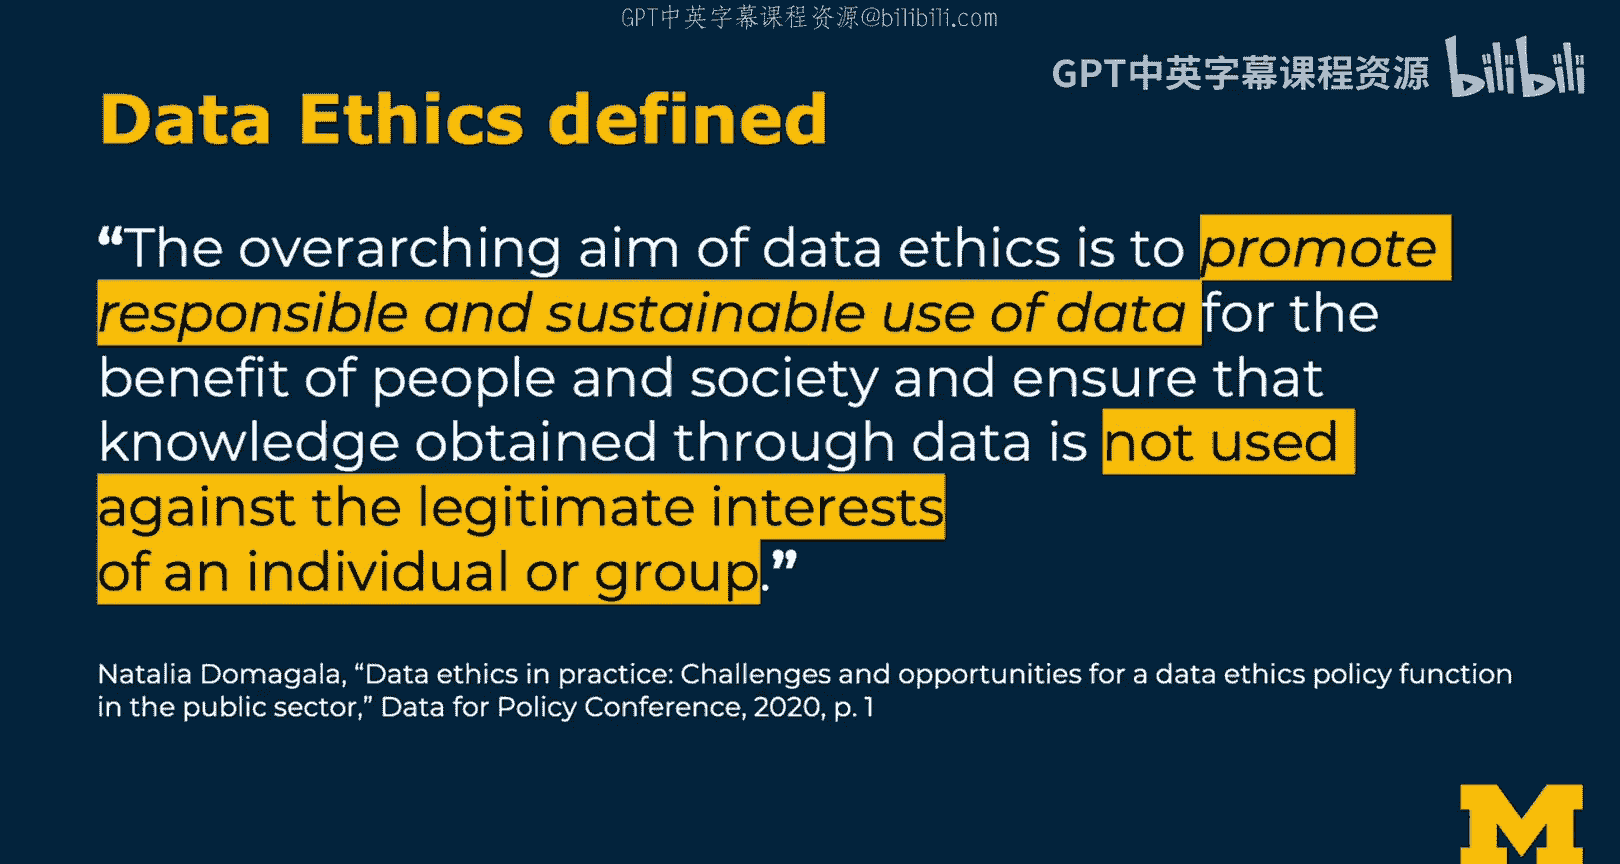 GPT中英字幕课程资源@bilibili.com
GPT中英字幕课程资源 bilibili
Data Ethics defined
“The overarching aim of data ethics is to promote
responsible and sustainable use of data for the
benefit of people and society and ensure that
knowledge obtained through data is not used
against the legitimate interests
of an individual or group.”
Natalia Domagala, “Data ethics in practice: Challenges and opportunities for a data ethics policy function
in the public sector,” Data for Policy Conference, 2020, p. 1
M